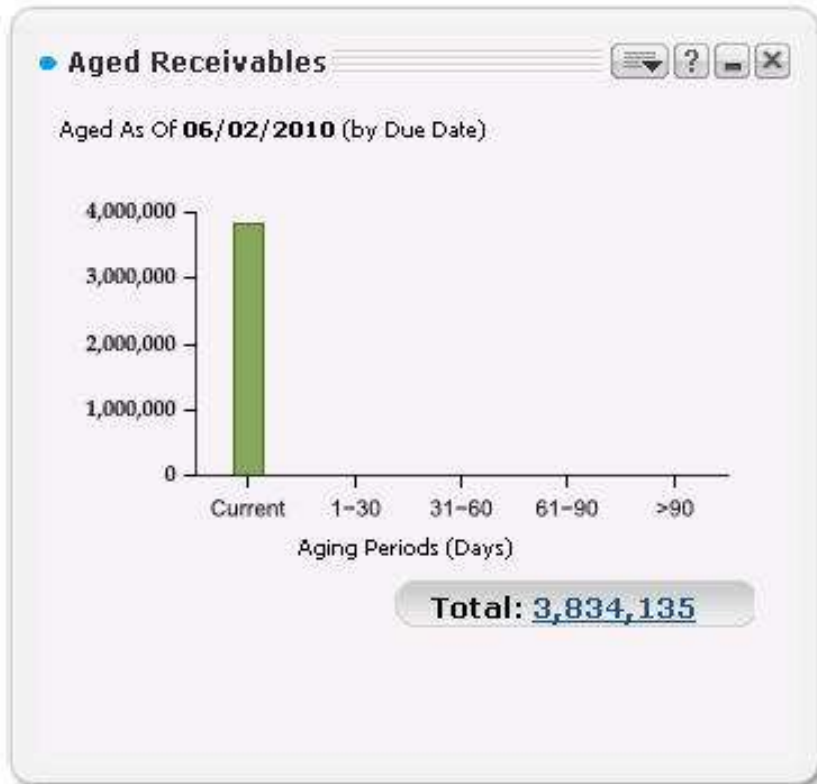 Aged Receivables
?
Aged As Of 06/02/2010 (by Due Date)
4,000,000
3,000,000
2,000,000
1,000,000
0
Current 1-30 31-60 61-90 >90
Aging Periods (Days)
Total: 3,834,135